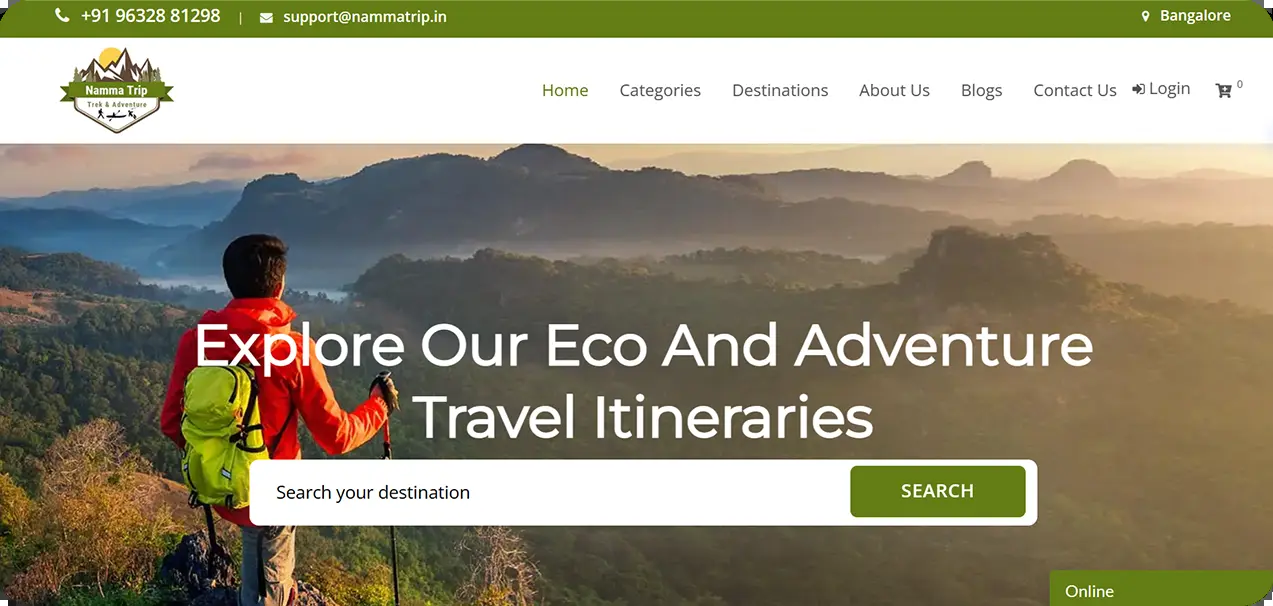 +91 96328 81298 | support@nammatrip.in
Bangalore
Namma Trip
Trek & Adventure
Home Categories Destinations About Us Blogs Contact Us Login 0
Explore Our Eco And Adventure
Travel Itineraries
Search your destination
SEARCH
Online